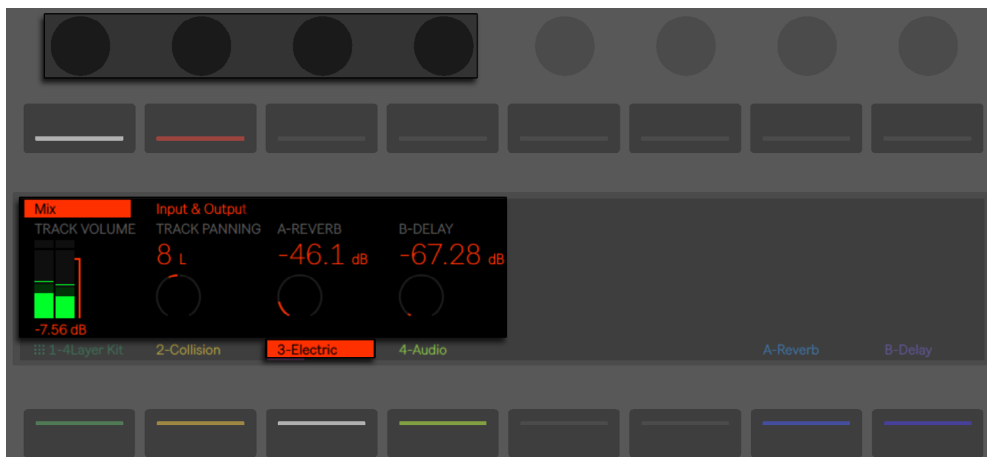 Mix Input & Output
TRACK VOLUME TRACK PANNING A-REVERB B-DELAY
8 L -46.1 dB -67.28 dB
-7.56 dB
1-4Layer Kit 2-Collision 3-Electric 4-Audio A-Reverb B-Delay